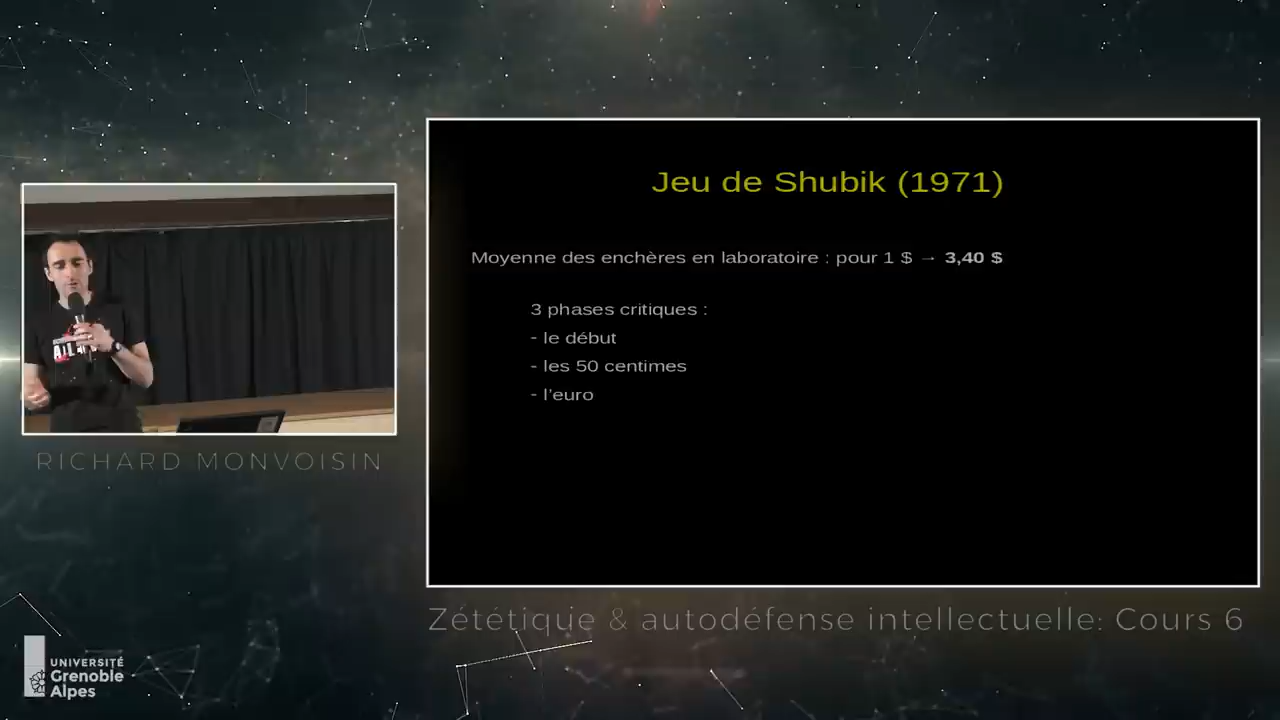 Jeu de Shubik (1971)
Moyenne des enchères en laboratoire : pour 1 $ → 3,40 $
3 phases critiques :
- le début
- les 50 centimes
- l'euro
RICHARD MONVOISIN
Zététique & autodéfense intellectuelle: Cours 6
UNIVERSITÉ
Grenoble
Alpes